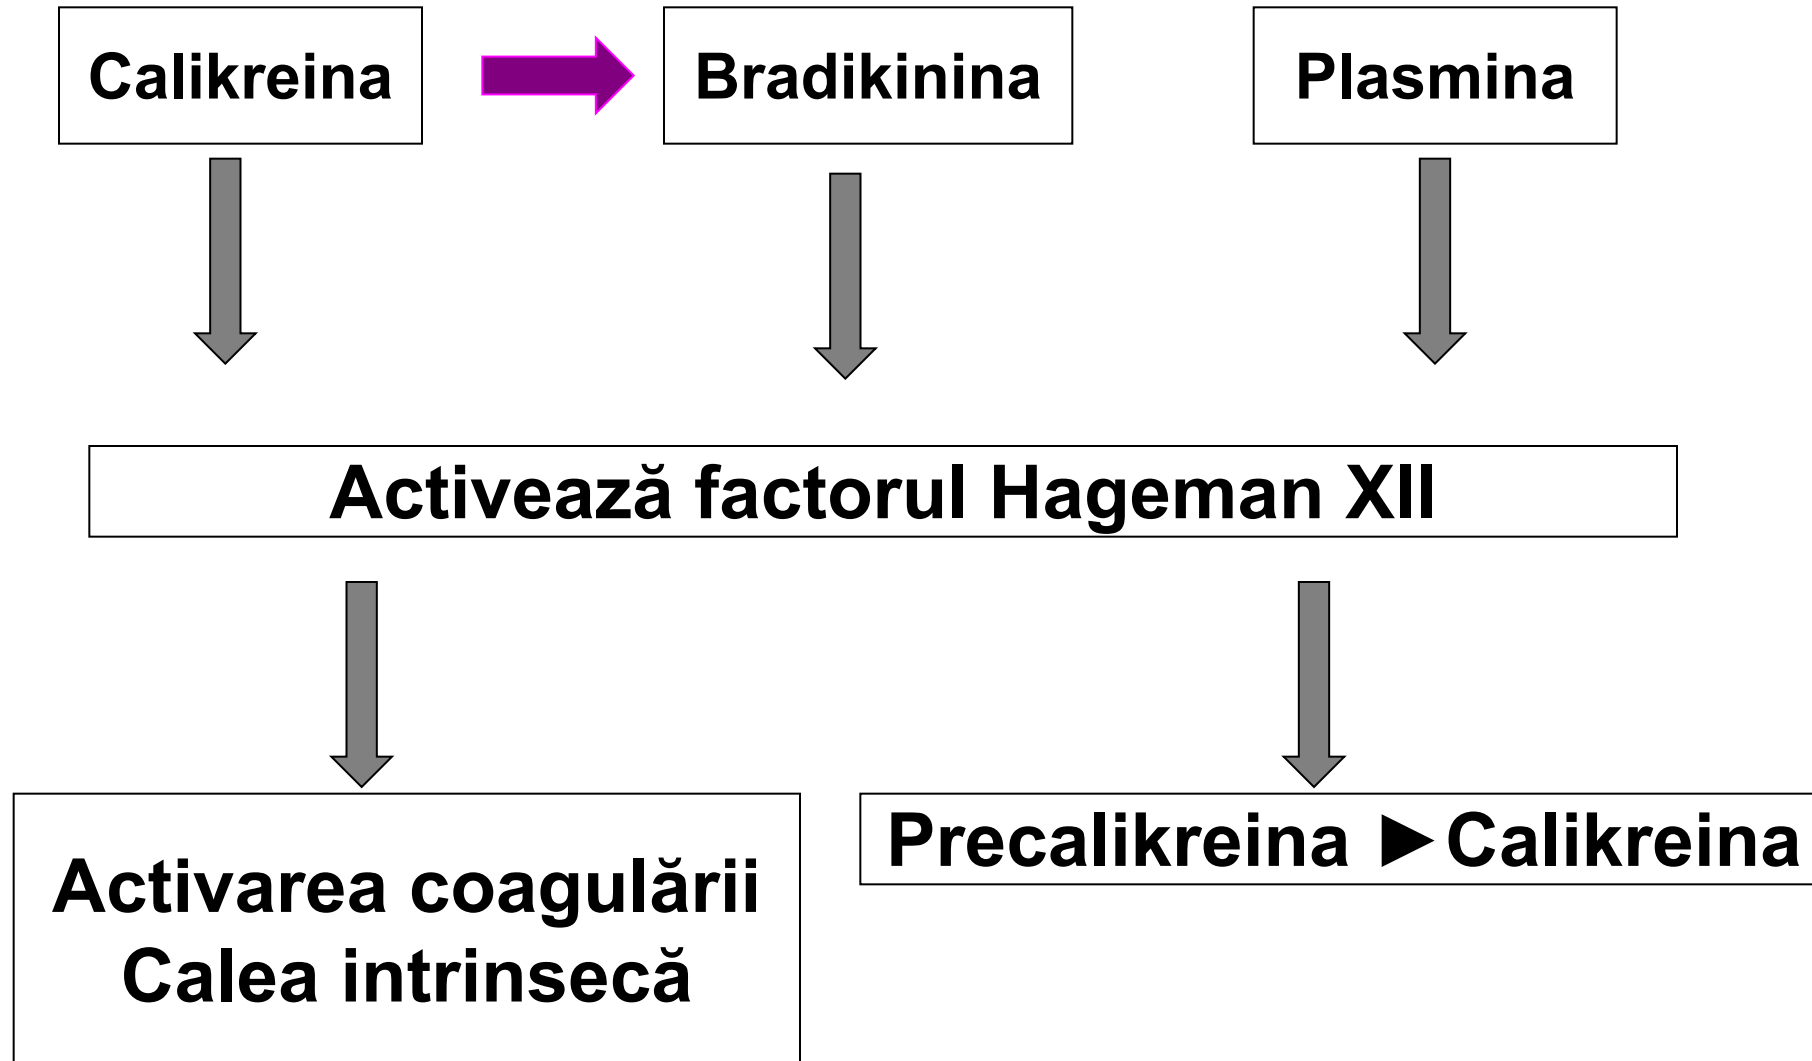 Calikreina
Bradikinina
Plasmina
Activează factorul Hageman XII
Activarea coagulării
Calea intrinsecă
Precalikreina ►Calikreina